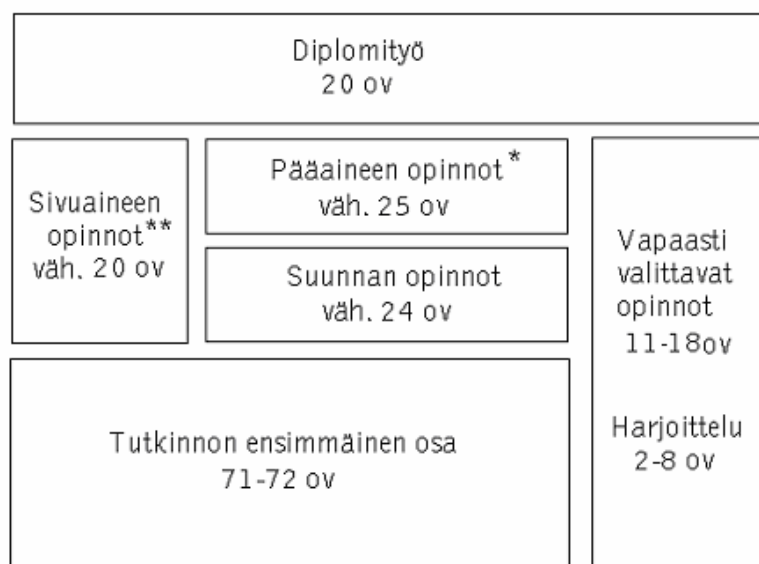 Diplomityö
20 ov
Sivuaineen
opinnot**
väh. 20 ov
Pääaineen opinnot*
väh. 25 ov
Suunnan opinnot
väh. 24 ov
Vapaasti
valittavat
opinnot
11-18ov
Harjoittelu
2-8 ov
Tutkinnon ensimmäinen osa
71-72 ov